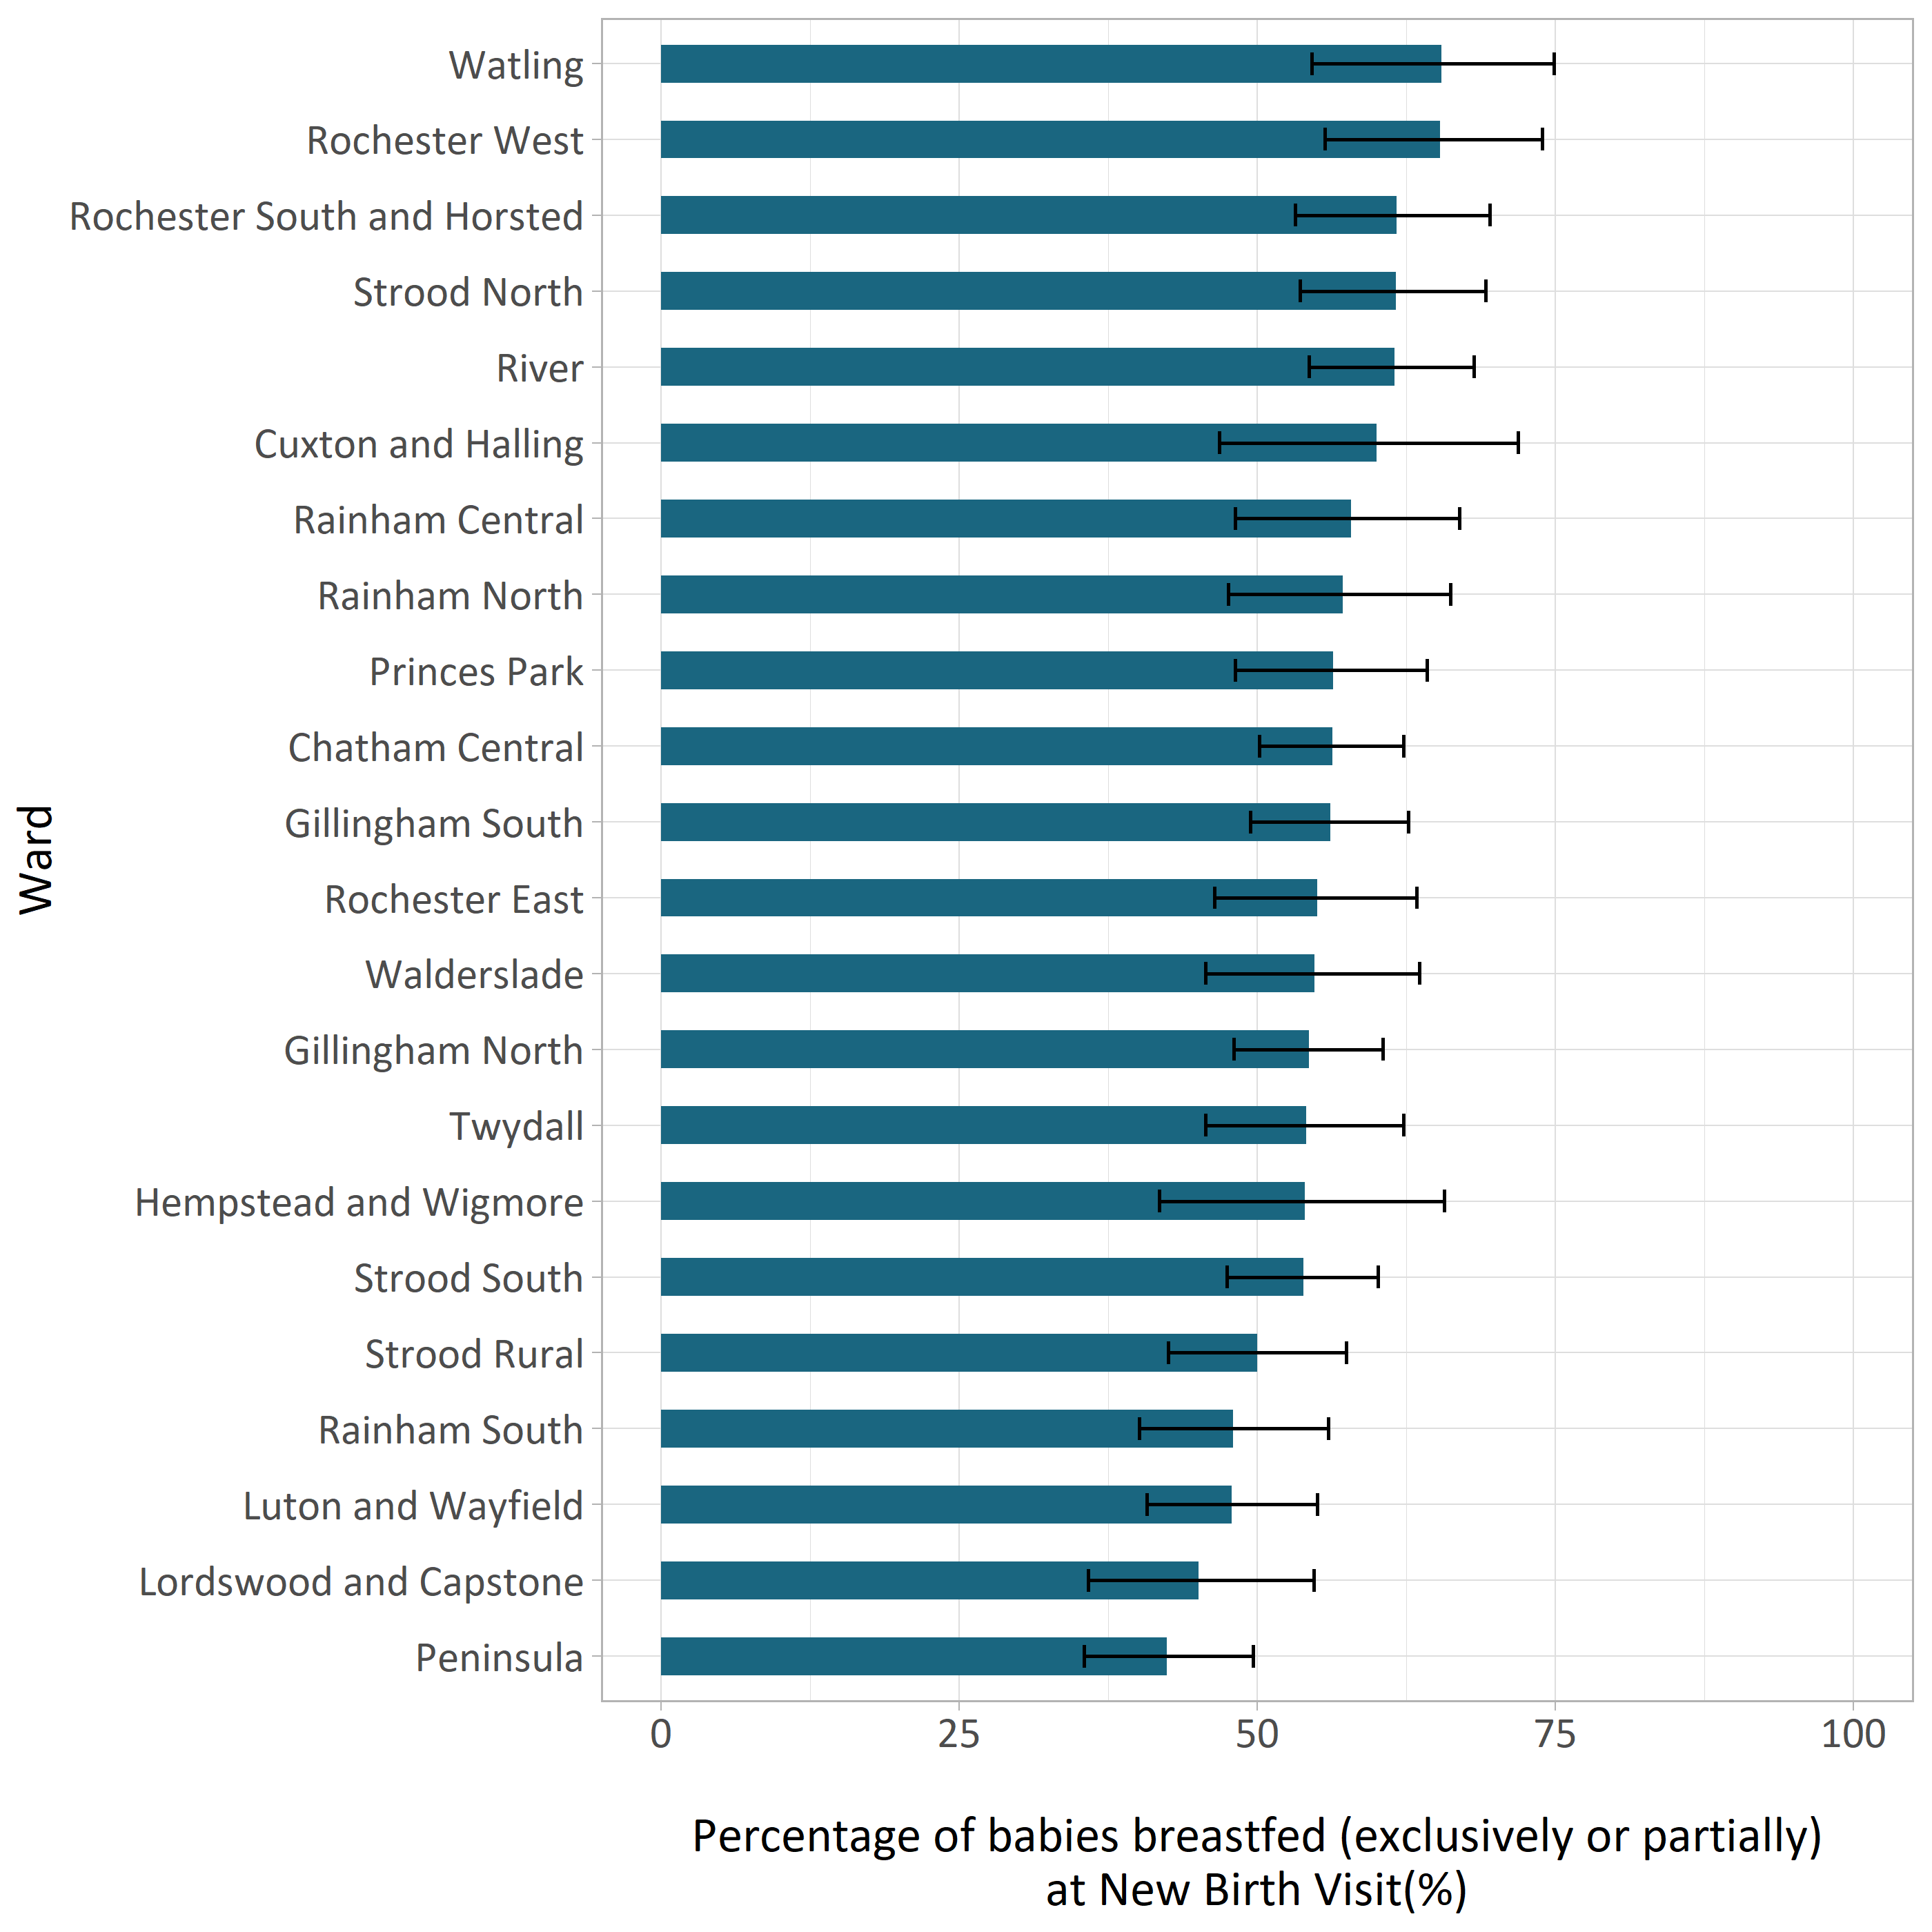 Watling
Rochester West
Rochester South and Horsted
Strood North
River
Cuxton and Halling
Rainham Central
Rainham North
Princes Park
Chatham Central
Gillingham South
Rochester East
Walderslade
Gillingham North
Twydall
Hempstead and Wigmore
Strood South
Strood Rural
Rainham South
Luton and Wayfield
Lordswood and Capstone
Peninsula
Ward
0 25 50 75 100
Percentage of babies breastfed (exclusively or partially)
at New Birth Visit(%)